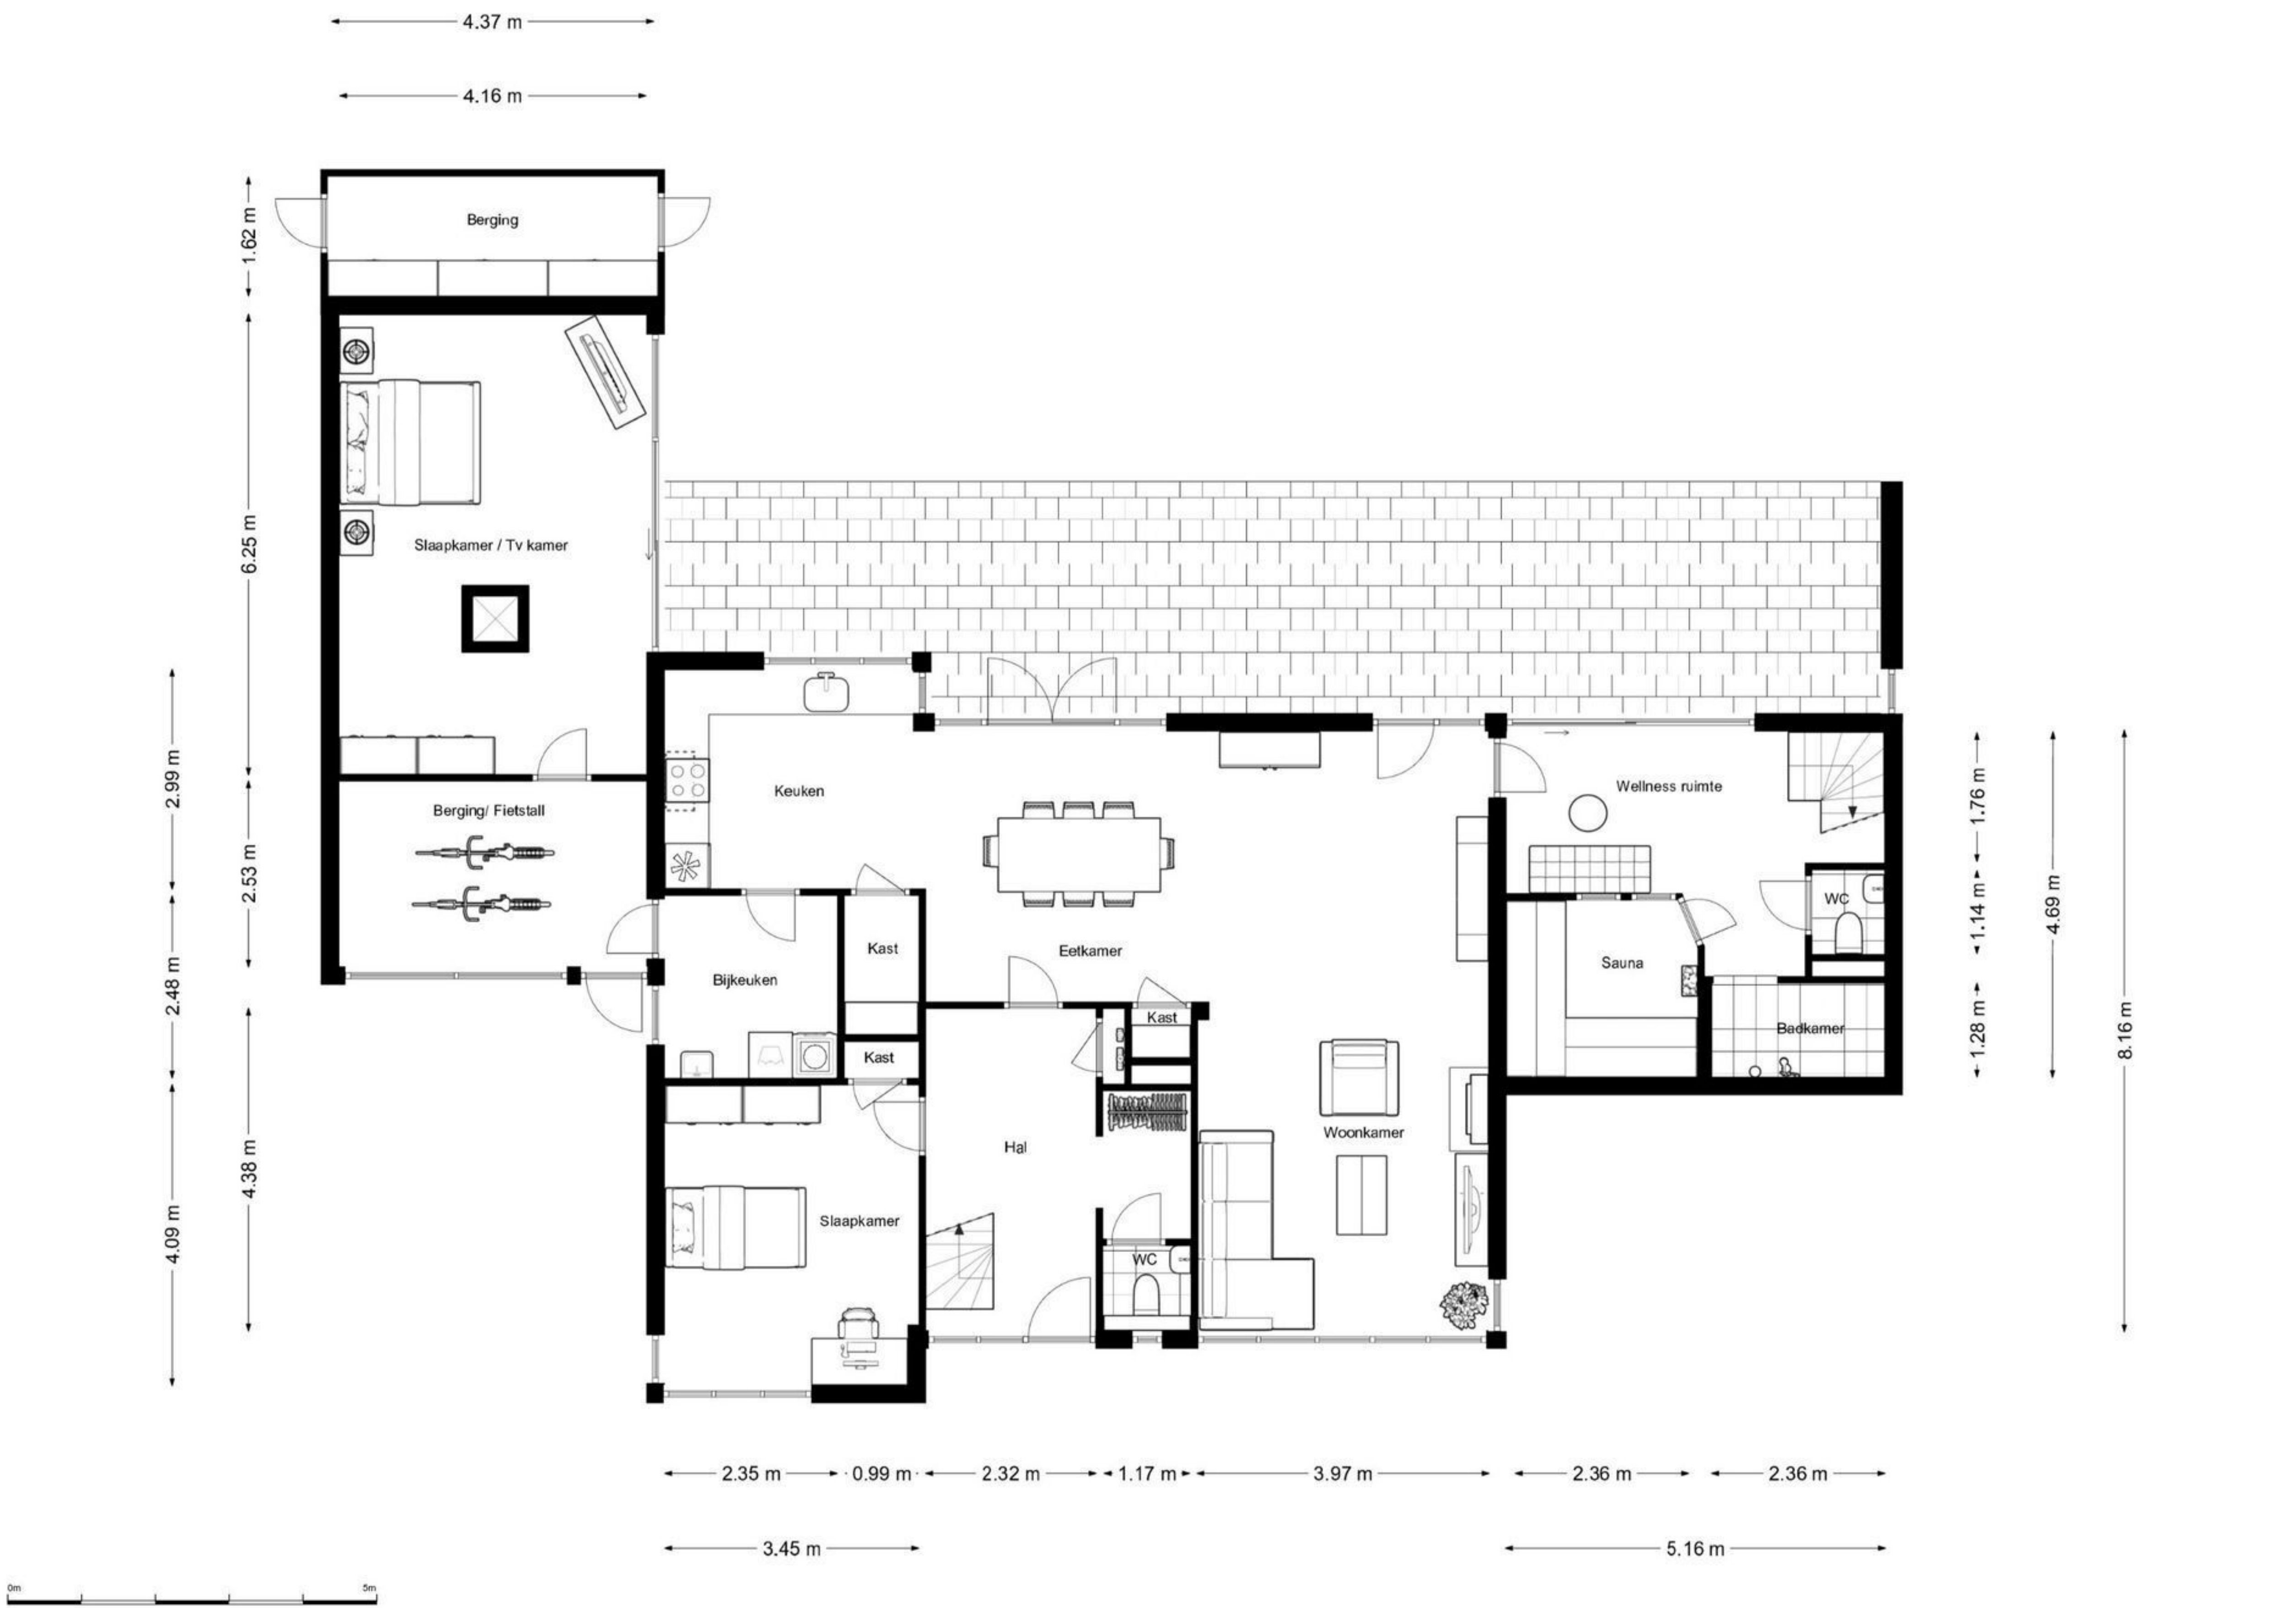 4.37 m
4.16 m
1.62 m
Berging
6.25 m
Slaapkamer / Tv kamer
2.99 m
2.53 m
2.48 m
4.38 m
4.09 m
Berging/ Fietstall
Keuken
Wellness ruimte
WC
Kast
Eetkamer
Sauna
Bijkeuken
Kast
Badkamer
Kast
Woonkamer
Hal
Slaapkamer
WC
1.76 m
1.14 m
1.28 m
4.69 m
8.16 m
2.35 m
0.99 m
2.32 m
1.17 m
3.97 m
2.36 m
2.36 m
3.45 m
5.16 m
0m
5m